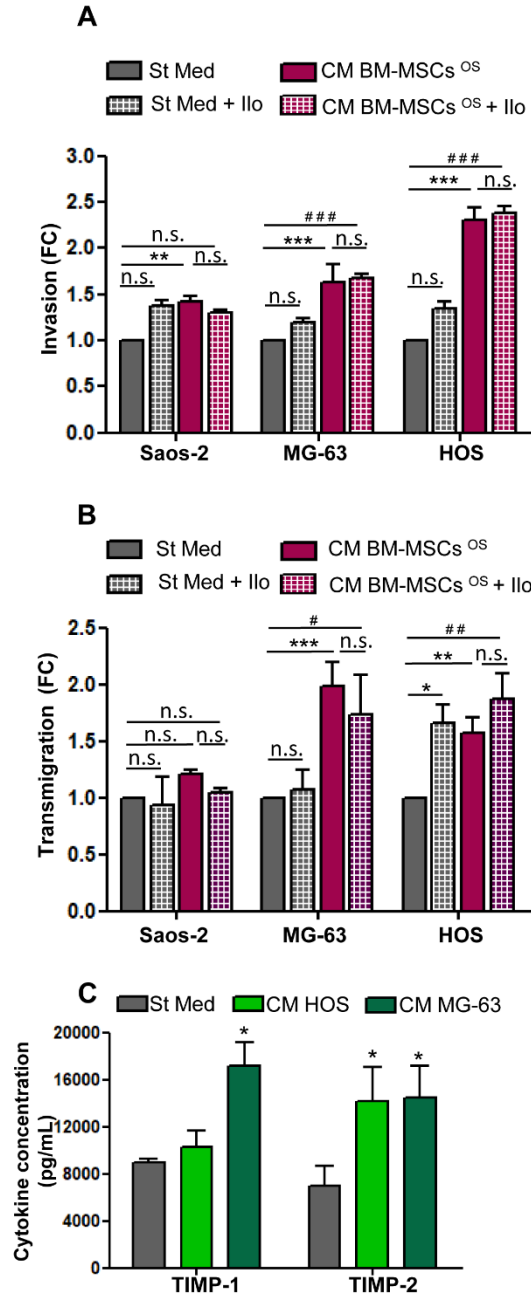 A
St Med
CM BM-MSCs OS
St Med + Ilo
CM BM-MSCs OS + Ilo
Invasion (FC)
3.0
2.5
2.0
1.5
1.0
0.5
0.0
n.s.
**
n.s.
n.s.
###
***
n.s.
n.s.
###
***
n.s.
n.s.
Saos-2
MG-63
HOS
B
St Med
CM BM-MSCs OS
St Med + Ilo
CM BM-MSCs OS + Ilo
Transmigration (FC)
2.5
2.0
1.5
1.0
0.5
0.0
n.s.
n.s.
n.s.
n.s.
#
***
n.s.
n.s.
##
**
n.s.
*
Saos-2
MG-63
HOS
C
St Med
CM HOS
CM MG-63
Cytokine concentration
(pg/mL)
20000
16000
12000
8000
4000
0
*
*
*
TIMP-1
TIMP-2